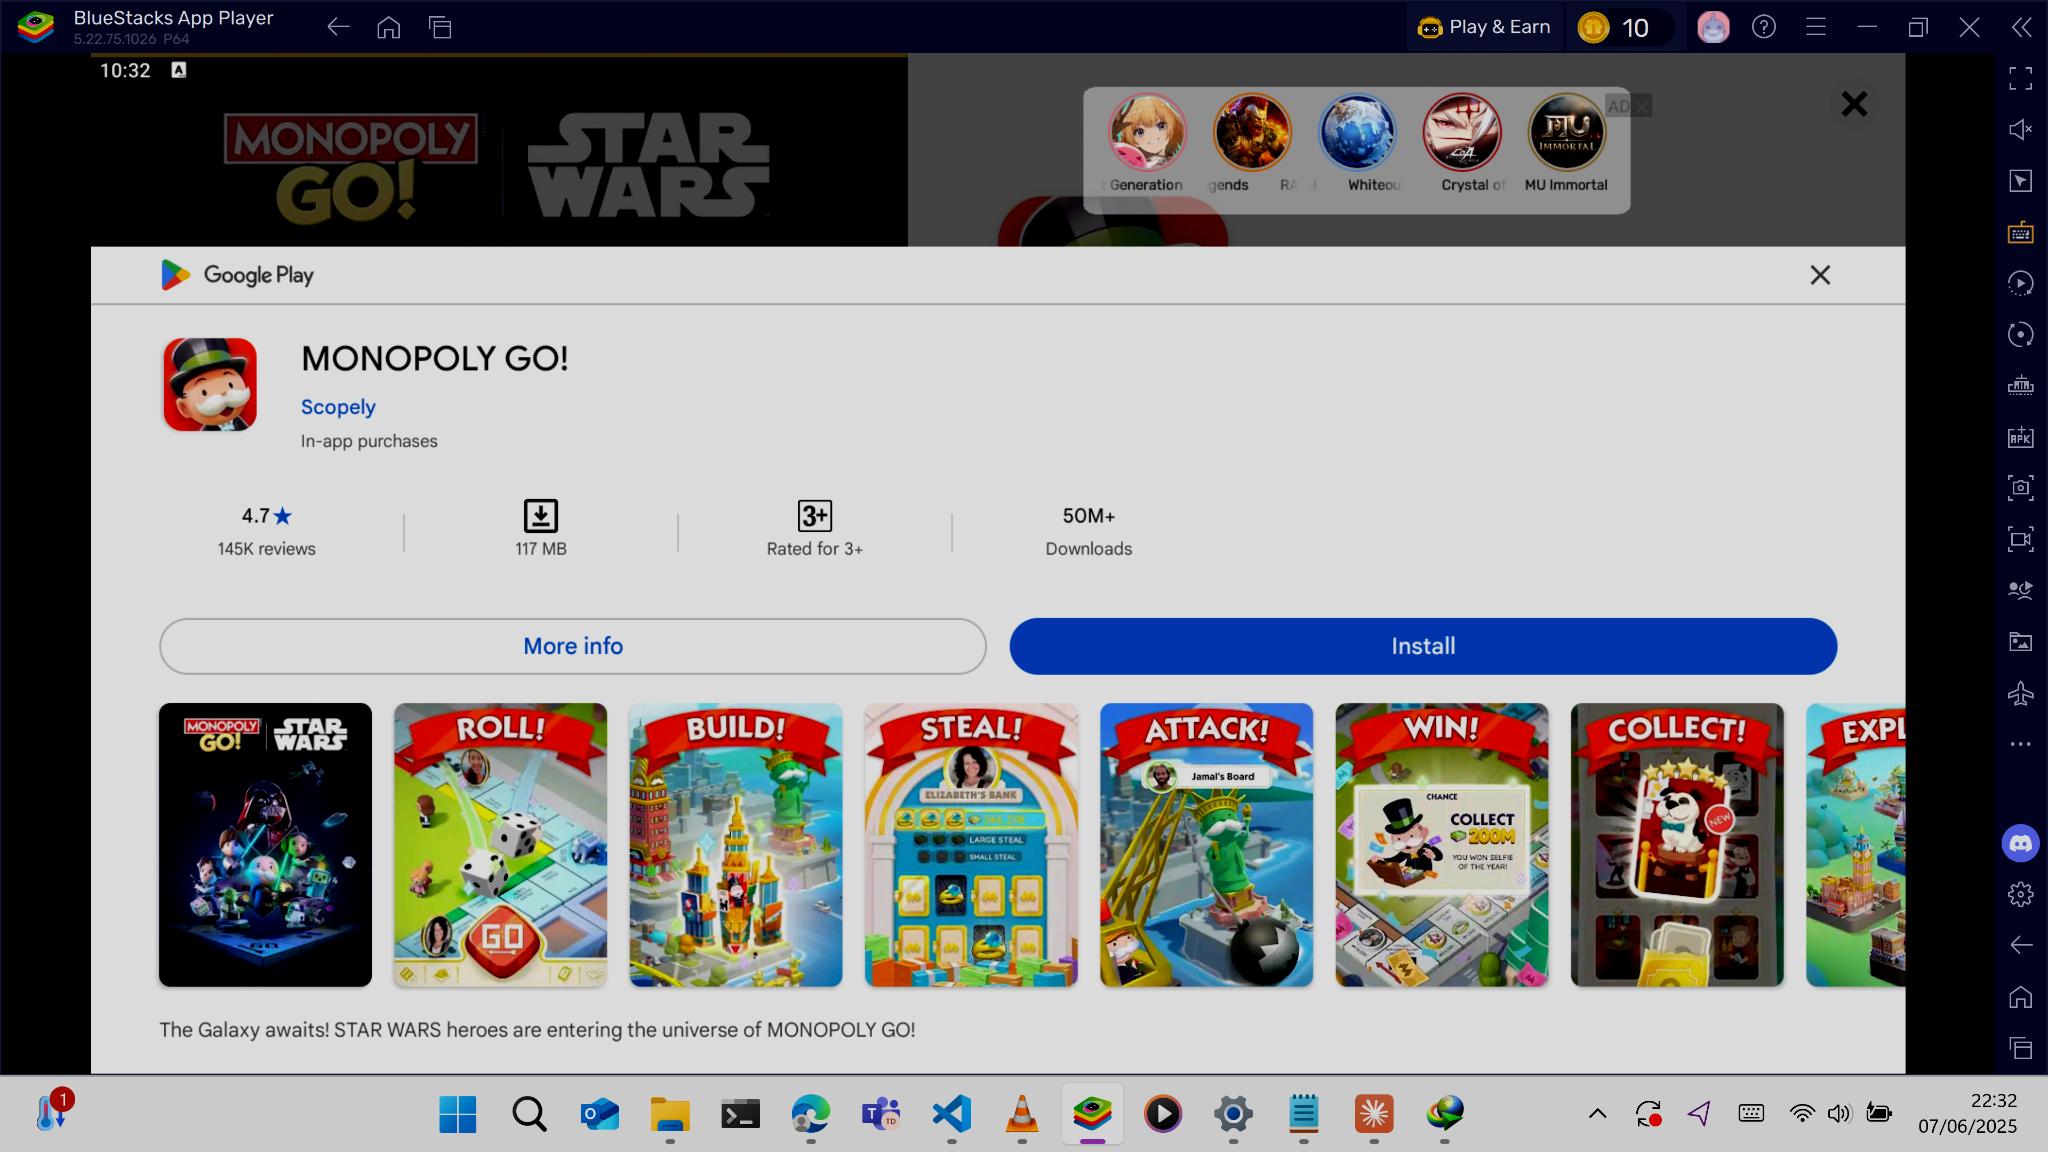 BlueStacks App Player
5.22.75.1026 P64
Play & Earn
10
10:32
A
MONOPOLY
GO!
STAR
WARS
Generation
gends
RA
Whiteou
Crystal of
MU Immortal
MU
IMMORTAL
AD
Google Play
MONOPOLY GO!
Scopely
In-app purchases
4.7★
145K reviews
117 MB
3+
Rated for 3+
50M+
Downloads
More info
Install
MONOPOLY
GO!
STAR
WARS
ROLL!
GO
BUILD!
STEAL!
ELIZABETH'S BANK
LARGE STEAL
SMALL STEAL
ATTACK!
Jamal's Board
WIN!
CHANCE
COLLECT
200M
YOU WON SELFIE
OF THE YEAR!
COLLECT!
NEW
EXPL
The Galaxy awaits! STAR WARS heroes are entering the universe of MONOPOLY GO!
APK
1
22:32
07/06/2025